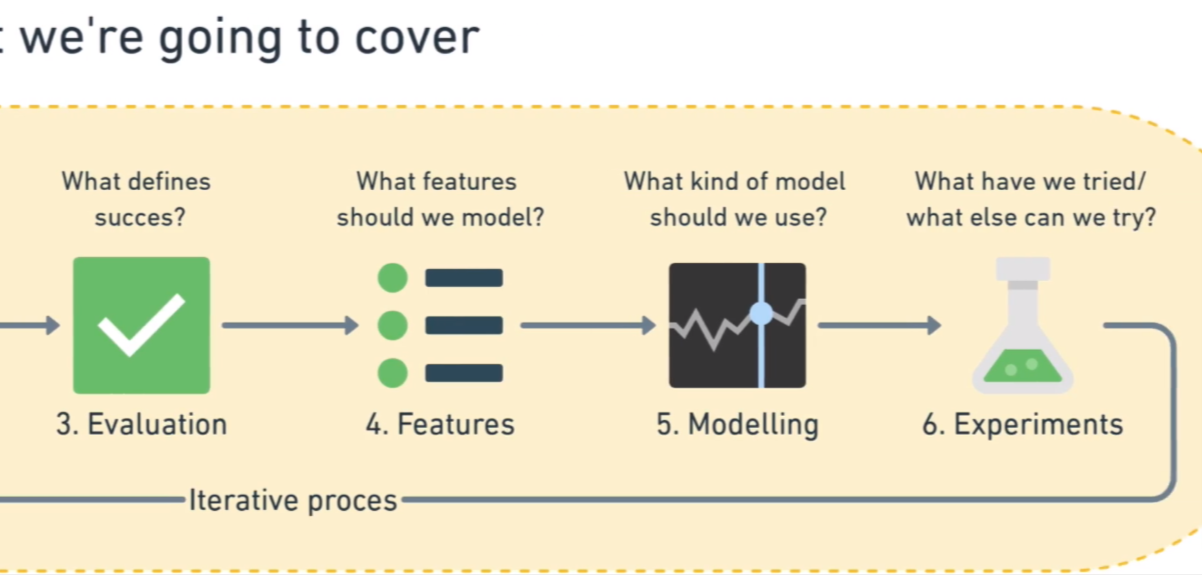 : we're going to cover
What defines
succes?
What features
should we model?
What kind of model
should we use?
What have we tried/
what else can we try?
3. Evaluation
4. Features
5. Modelling
6. Experiments
Iterative proces